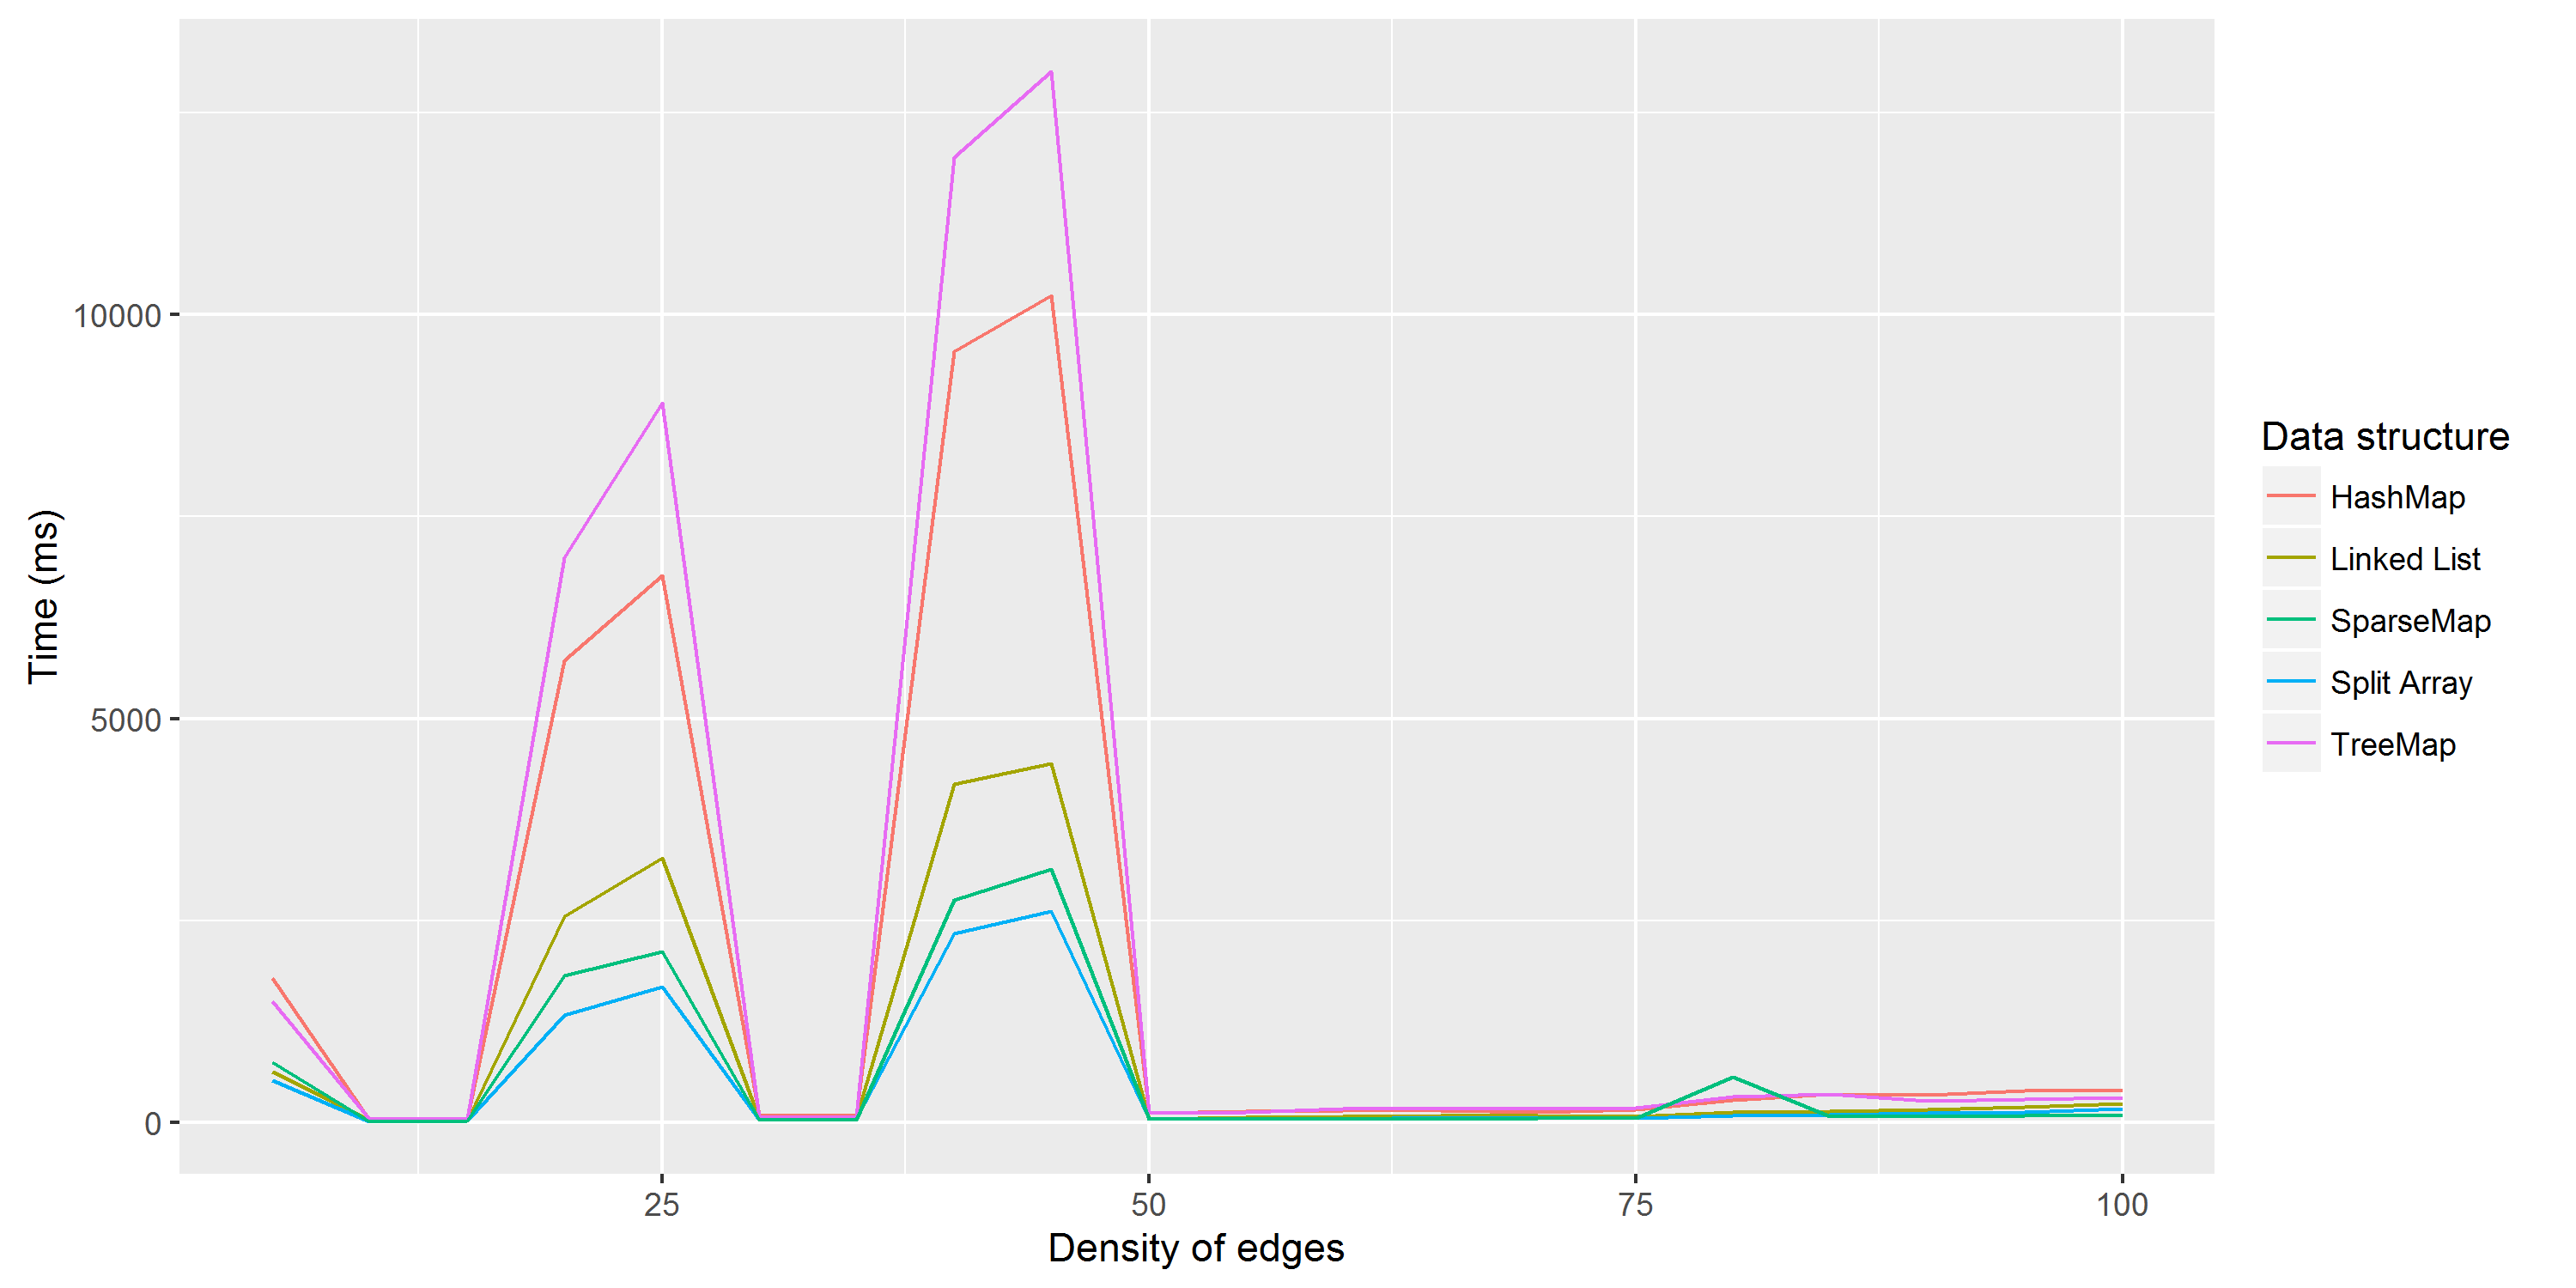 Time (ms)
10000
5000
0
25
50
75
100
Density of edges
Data structure
HashMap
Linked List
SparseMap
Split Array
TreeMap